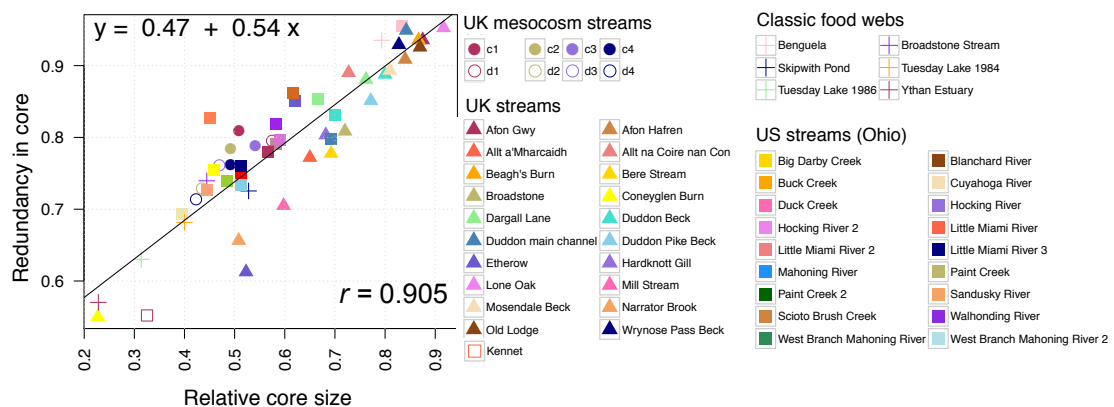 y = 0.47 + 0.54 x
r = 0.905
Redundancy in core
0.9
0.8
0.7
0.6
0.2 0.3 0.4 0.5 0.6 0.7 0.8 0.9
Relative core size
UK mesocosm streams
c1 c2 c3 c4
d1 d2 d3 d4
UK streams
Afon Gwy Afon Hafren
Allt a'Mharcaidh Allt na Coire nan Con
Beagh's Burn Bere Stream
Broadstone Coneyglen Burn
Dargall Lane Duddon Beck
Duddon main channel Duddon Pike Beck
Etherow Hardknott Gill
Lone Oak Mill Stream
Mosendale Beck Narrator Brook
Old Lodge Wrynose Pass Beck
Kennet
Classic food webs
Benguela Broadstone Stream
Skipwith Pond Tuesday Lake 1984
Tuesday Lake 1986 Ythan Estuary
US streams (Ohio)
Big Darby Creek Blanchard River
Buck Creek Cuyahoga River
Duck Creek Hocking River
Hocking River 2 Little Miami River
Little Miami River 2 Little Miami River 3
Mahoning River Paint Creek
Paint Creek 2 Sandusky River
Scioto Brush Creek Walhonding River
West Branch Mahoning River West Branch Mahoning River 2